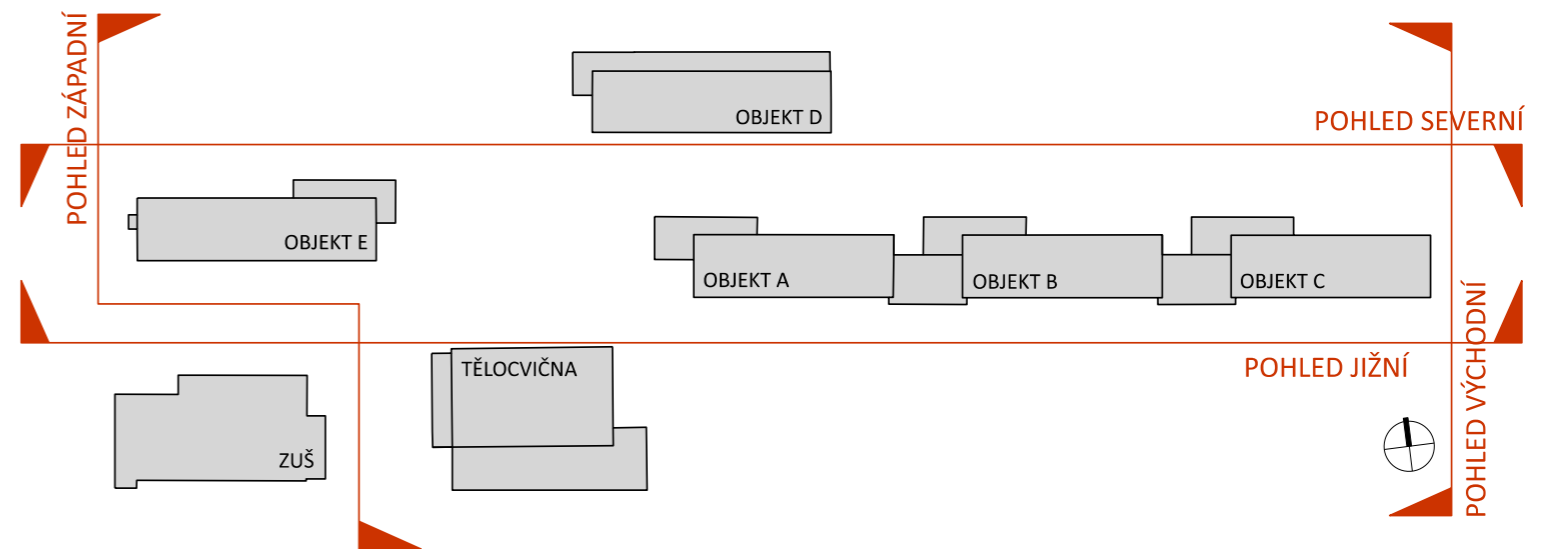 POHLED ZÁPADNÍ
OBJEKT D
POHLED SEVERNÍ
OBJEKT E
OBJEKT A
OBJEKT B
OBJEKT C
TĚLOCVIČNA
POHLED JIŽNÍ
POHLED VÝCHODNÍ
ZUŠ